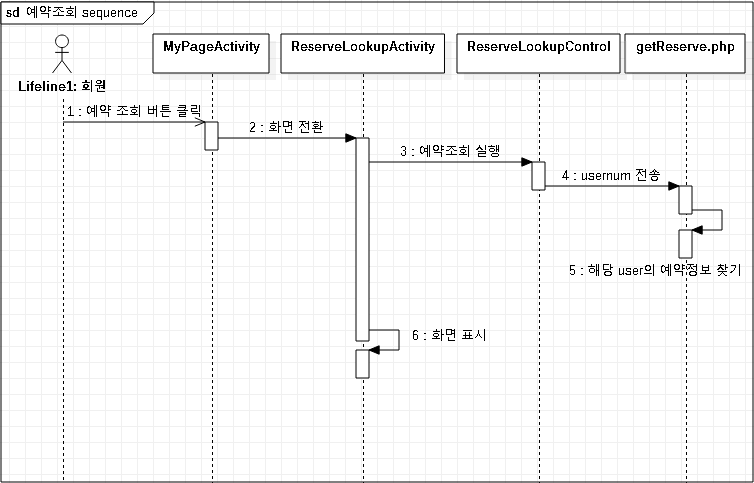 sd 예약조회 sequence
MyPageActivity
ReserveLookupActivity
ReserveLookupControl
getReserve.php
Lifeline1: 회원
1 : 예약 조회 버튼 클릭
2 : 화면 전환
3 : 예약조회 실행
4 : usernum 전송
5 : 해당 user의 예약정보 찾기
6 : 화면 표시